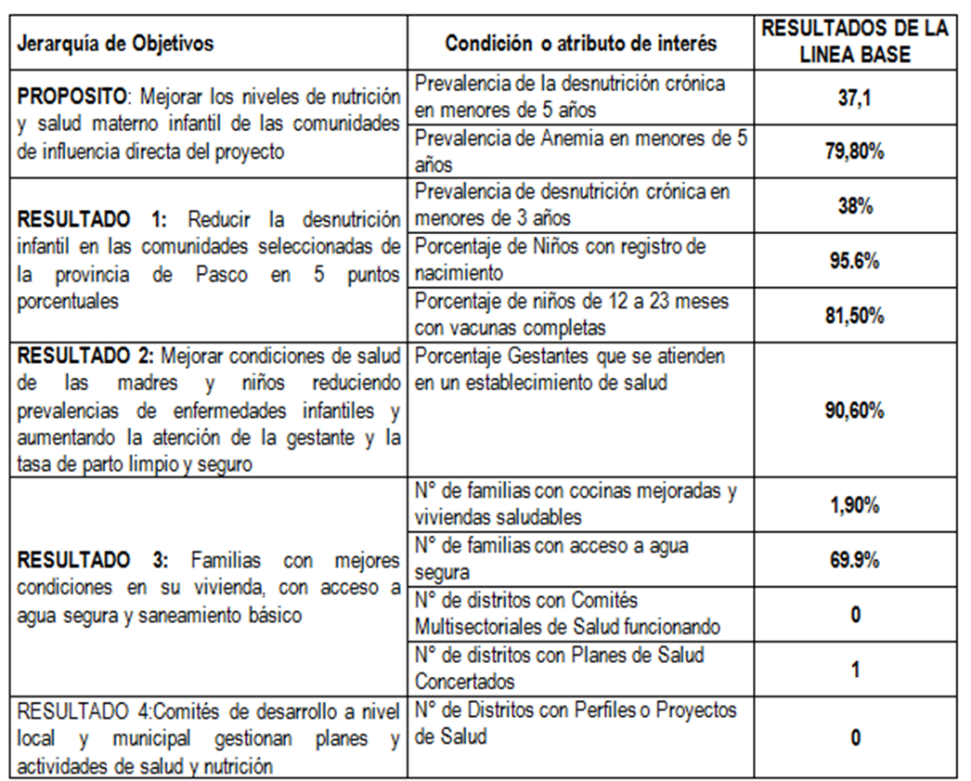 Jerarquía de Objetivos
Condición o atributo de interés
RESULTADOS DE LA
LINEA BASE
PROPOSITO: Mejorar los niveles de nutrición
y salud materno infantil de las comunidades
de influencia directa del proyecto
Prevalencia de la desnutrición crónica
en menores de 5 años
37,1
Prevalencia de Anemia en menores de 5
años
79,80%
RESULTADO 1: Reducir la desnutrición
infantil en las comunidades seleccionadas de
la provincia de Pasco en 5 puntos
porcentuales
Prevalencia de desnutrición crónica en
menores de 3 años
38%
Porcentaje de Niños con registro de
nacimiento
95.6%
Porcentaje de niños de 12 a 23 meses
con vacunas completas
81,50%
RESULTADO 2: Mejorar condiciones de salud
de las madres y niños reduciendo
prevalencias de enfermedades infantiles y
aumentando la atención de la gestante y la
tasa de parto limpio y seguro
Porcentaje Gestantes que se atienden
en un establecimiento de salud
90,60%
RESULTADO 3: Familias con mejores
condiciones en su vivienda, con acceso a
agua segura y saneamiento básico
N° de familias con cocinas mejoradas y
viviendas saludables
1,90%
N° de familias con acceso a agua
segura
69.9%
N° de distritos con Comités
Multisectoriales de Salud funcionando
0
N° de distritos con Planes de Salud
Concertados
1
RESULTADO 4:Comités de desarrollo a nivel
local y municipal gestionan planes y
actividades de salud y nutrición
N° de Distritos con Perfiles o Proyectos
de Salud
0